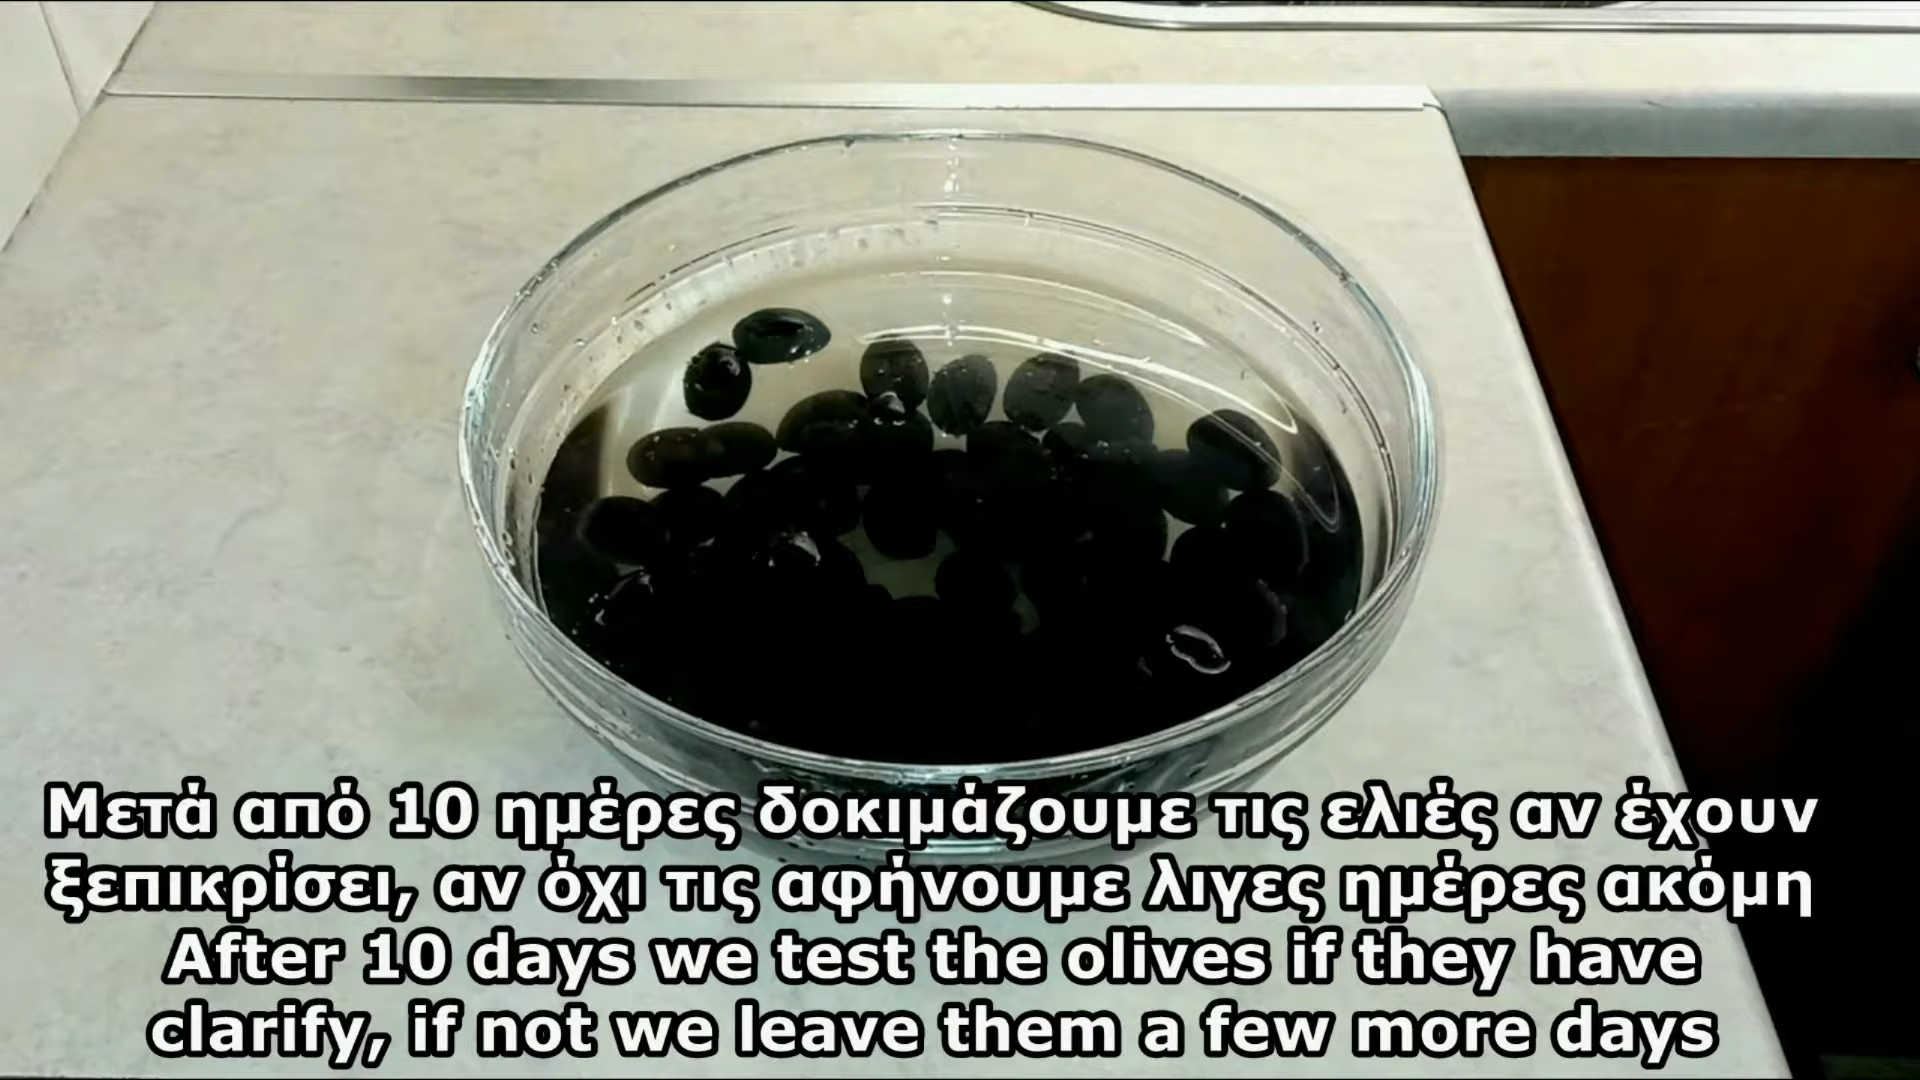 Μετά από 10 ημέρες δοκιμάζουμε τις ελιές αν έχουν
ξεπικρίσει, αν όχι τις αφήνουμε λιγες ημέρες ακόμη
After 10 days we test the olives if they have
clarify, if not we leave them a few more days